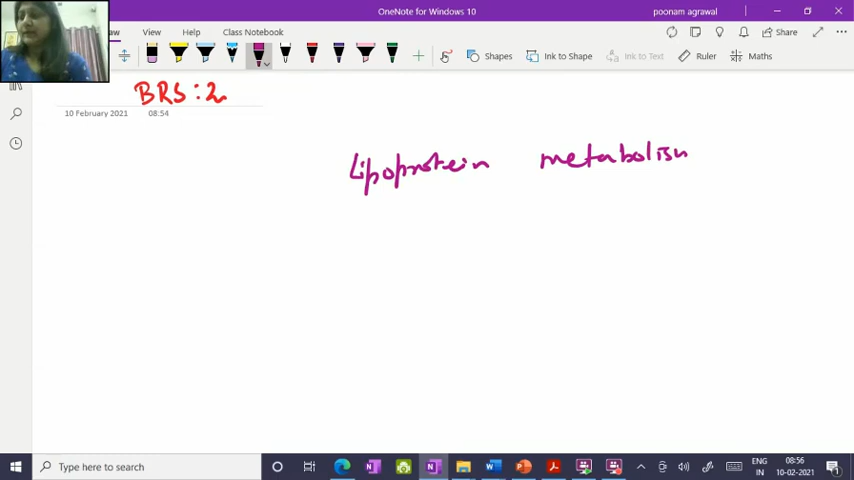 OneNote for Windows 10
poonam agrawal
View Help Class Notebook
Share
Shapes
Ink to Shape
Ink to Text
Ruler
Maths
BRS:2
10 February 2021 08:54
Lipoprotein metabolism
Type here to search
ENG
IN
08:56
10-02-2021
1